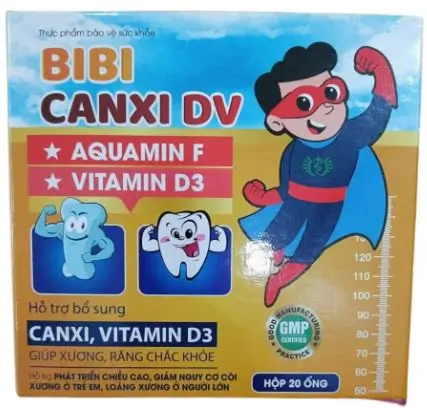 Thực phẩm bảo vệ sức khỏe
BIBI
CANXI DV
★ AQUAMIN F
★ VITAMIN D3
Hỗ trợ bổ sung
CANXI, VITAMIN D3
GIÚP XƯƠNG, RĂNG CHẮC KHỎE
Hỗ trợ PHÁT TRIỂN CHIỀU CAO, GIẢM NGUY CƠ CÒI
XƯƠNG Ở TRẺ EM, LOÃNG XƯƠNG Ở NGƯỜI LỚN
GOOD MANUFACTURING
GMP
CERTIFIED
PRACTICE
HỘP 20 ỐNG
120
110
100
90
80
70
60
50